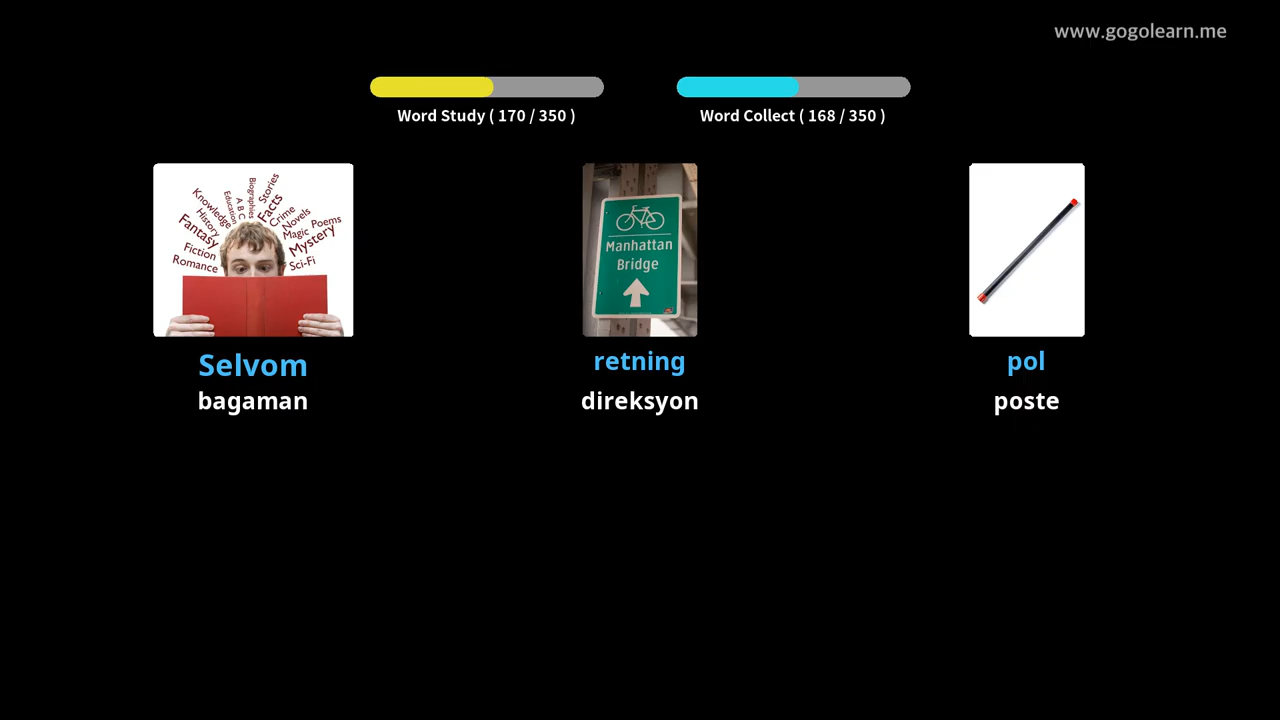 www.gogolearn.me
Word Study ( 170 / 350 )
Word Collect ( 168 / 350 )
Knowledge
History
Fantasy
Fiction
Romance
Education
A B C
Biographies
Stories
Facts
Crime
Novels
Magic
Poems
Mystery
Sci-Fi
Manhattan
Bridge
Selvom
retning
pol
bagaman
direksyon
poste